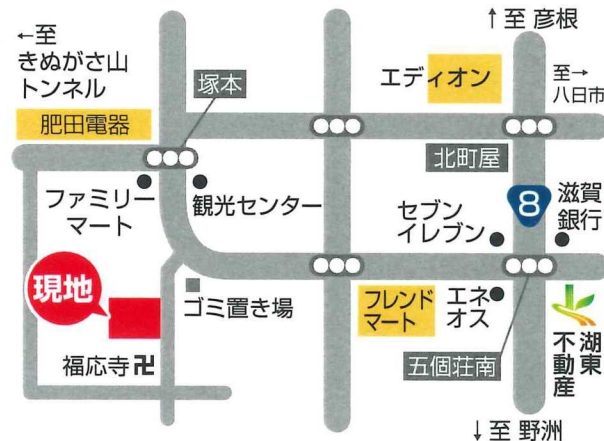 ↑至 彦根
←至
きぬがさ山
トンネル
エディオン
至→
八日市
塚本
肥田電器
北町屋
ファミリー
マート
観光センター
セブン
イレブン
8
滋賀
銀行
現地
ゴミ置き場
フレンド
マート
エネ
オス
湖東
不動産
福応寺卍
五個荘南
↓至 野洲